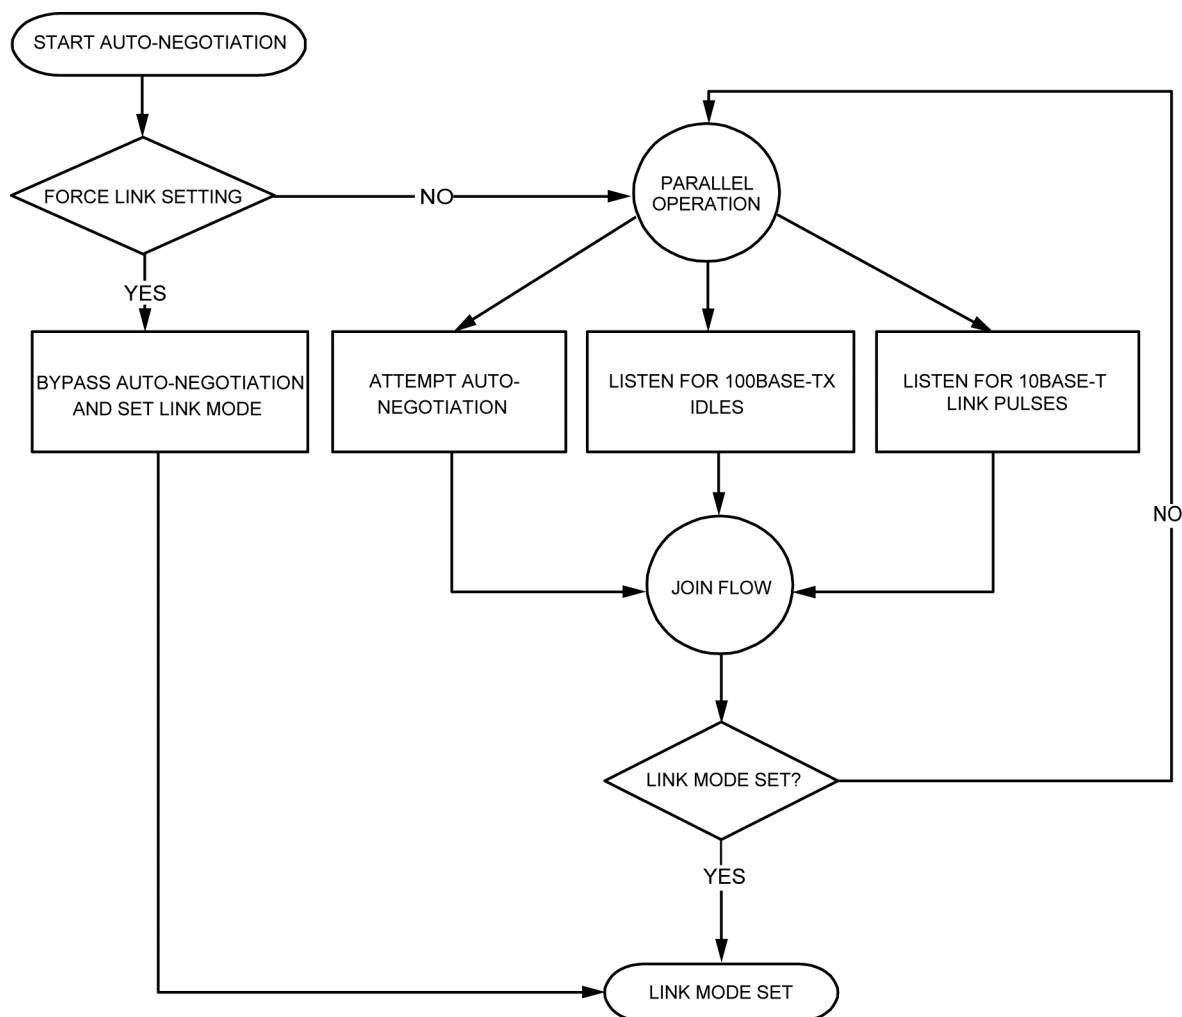 START AUTO-NEGOTIATION
FORCE LINK SETTING
NO
PARALLEL
OPERATION
YES
BYPASS AUTO-NEGOTIATION
AND SET LINK MODE
ATTEMPT AUTO-
NEGOTIATION
LISTEN FOR 100BASE-TX
IDLES
LISTEN FOR 10BASE-T
LINK PULSES
NO
JOIN FLOW
LINK MODE SET?
YES
LINK MODE SET